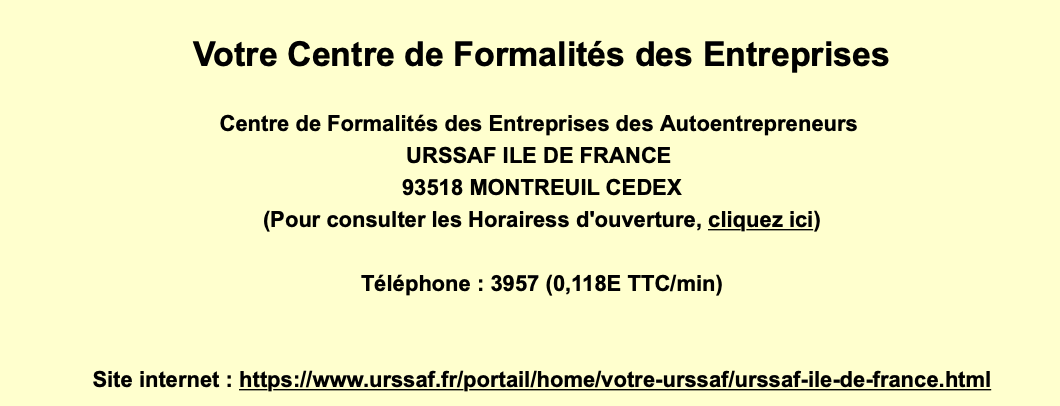 Votre Centre de Formalités des Entreprises
Centre de Formalités des Entreprises des Autoentrepreneurs
URSSAF ILE DE FRANCE
93518 MONTREUIL CEDEX
(Pour consulter les Horairess d'ouverture, cliquez ici)
Téléphone : 3957 (0,118E TTC/min)
Site internet : https://www.urssaf.fr/portail/home/votre-urssaf/urssaf-ile-de-france.html